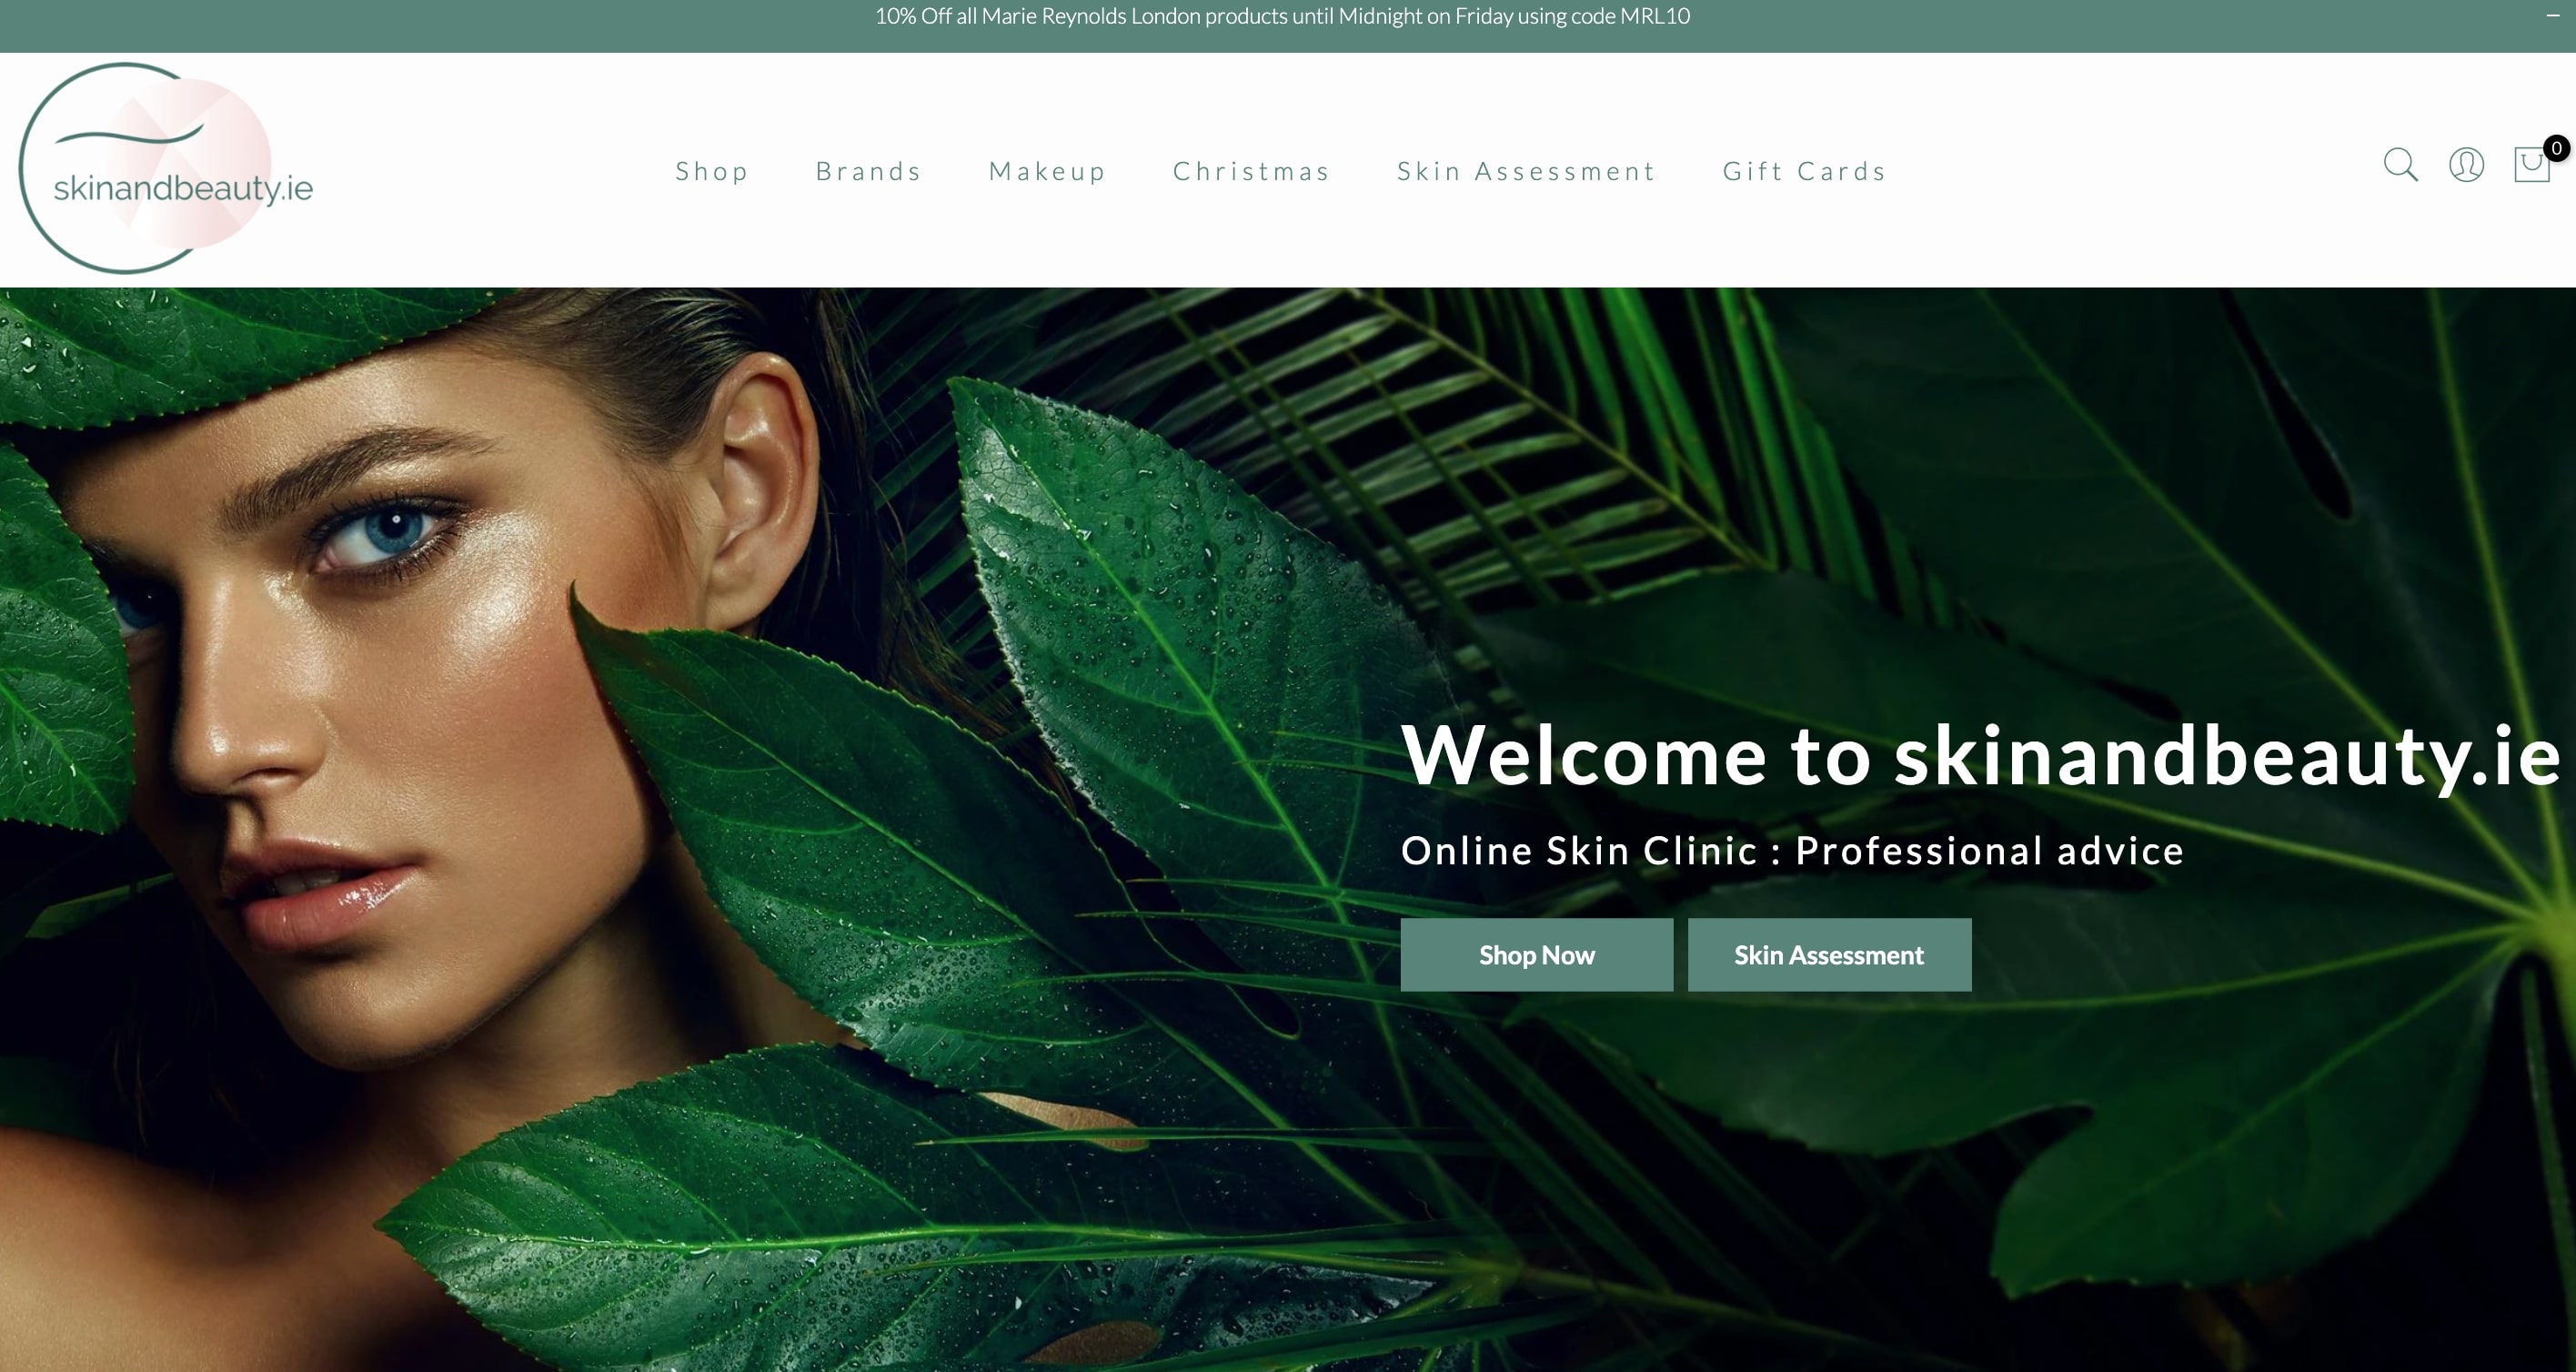 10% Off all Marie Reynolds London products until Midnight on Friday using code MRL10
skinandbeauty.ie
Shop Brands Makeup Christmas Skin Assessment Gift Cards
0
Welcome to skinandbeauty.ie
Online Skin Clinic : Professional advice
Shop Now Skin Assessment